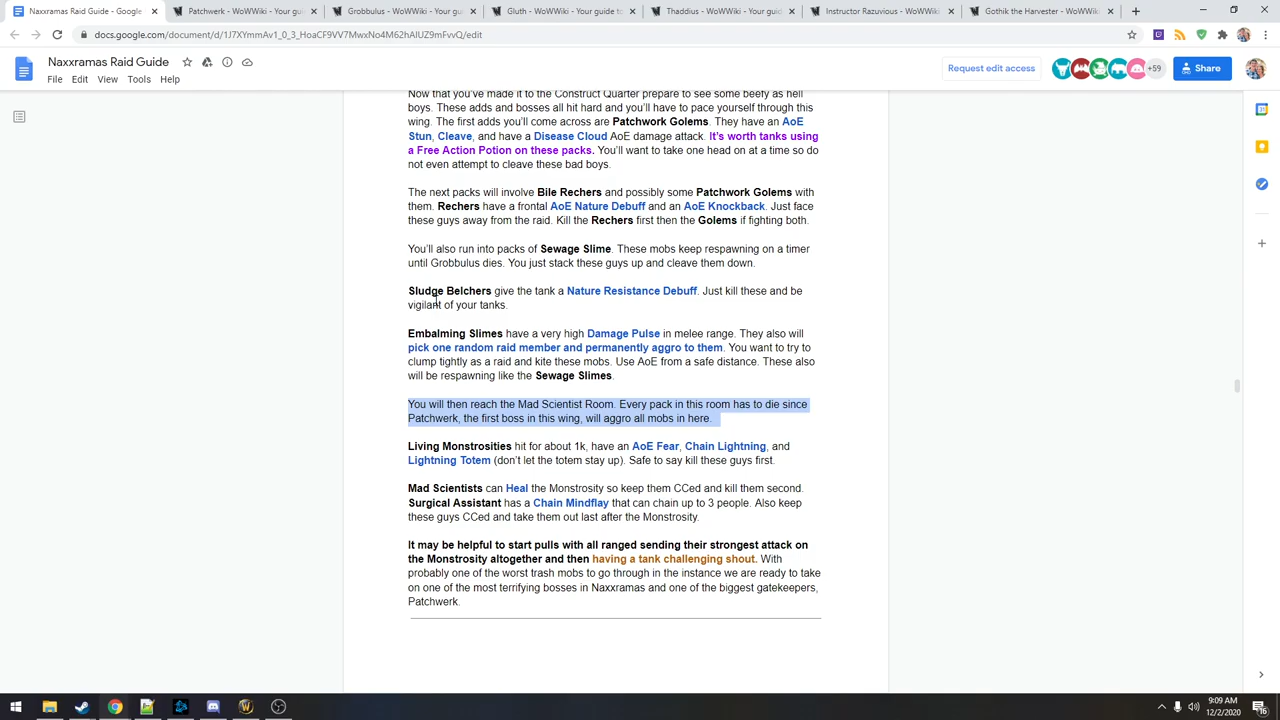 Naxxramas Raid Guide - Google
Patchwerk - WoWWiki - Your guid
Grobbulus - WoWWiki - Your guid
Gluth - WoWWiki - Your guide to
Thaddius - WoWWiki - Your guid
Instructor Razuvious - WoWWiki
Gothik the Harvester - WoWWiki
Naxxramas Raid Guide
File Edit View Tools Help
Request edit access
+59
Share
Now that you've made it to the Construct Quarter prepare to see some beefy as hell
boys. These adds and bosses all hit hard and you'll have to pace yourself through this
wing. The first adds you'll come across are Patchwork Golems. They have an AoE
Stun, Cleave, and have a Disease Cloud AoE damage attack. It's worth tanks using
a Free Action Potion on these packs. You'll want to take one head on at a time so do
not even attempt to cleave these bad boys.
The next packs will involve Bile Rechers and possibly some Patchwork Golems with
them. Rechers have a frontal AoE Nature Debuff and an AoE Knockback. Just face
these guys away from the raid. Kill the Rechers first then the Golems if fighting both.
You'll also run into packs of Sewage Slime. These mobs keep respawning on a timer
until Grobbulus dies. You just stack these guys up and cleave them down.
Sludge Belchers give the tank a Nature Resistance Debuff. Just kill these and be
vigilant of your tanks.
Embalming Slimes have a very high Damage Pulse in melee range. They also will
pick one random raid member and permanently aggro to them. You want to try to
clump tightly as a raid and kite these mobs. Use AoE from a safe distance. These also
will be respawning like the Sewage Slimes.
You will then reach the Mad Scientist Room. Every pack in this room has to die since
Patchwerk, the first boss in this wing, will aggro all mobs in here.
Living Monstrosities hit for about 1k, have an AoE Fear, Chain Lightning, and
Lightning Totem (don't let the totem stay up). Safe to say kill these guys first.
Mad Scientists can Heal the Monstrosity so keep them CCed and kill them second.
Surgical Assistant has a Chain Mindflay that can chain up to 3 people. Also keep
these guys CCed and take them out last after the Monstrosity.
It may be helpful to start pulls with all ranged sending their strongest attack on
the Monstrosity altogether and then having a tank challenging shout. With
probably one of the worst trash mobs to go through in the instance we are ready to take
on one of the most terrifying bosses in Naxxramas and one of the biggest gatekeepers,
Patchwerk.
9:09 AM
12/2/2020